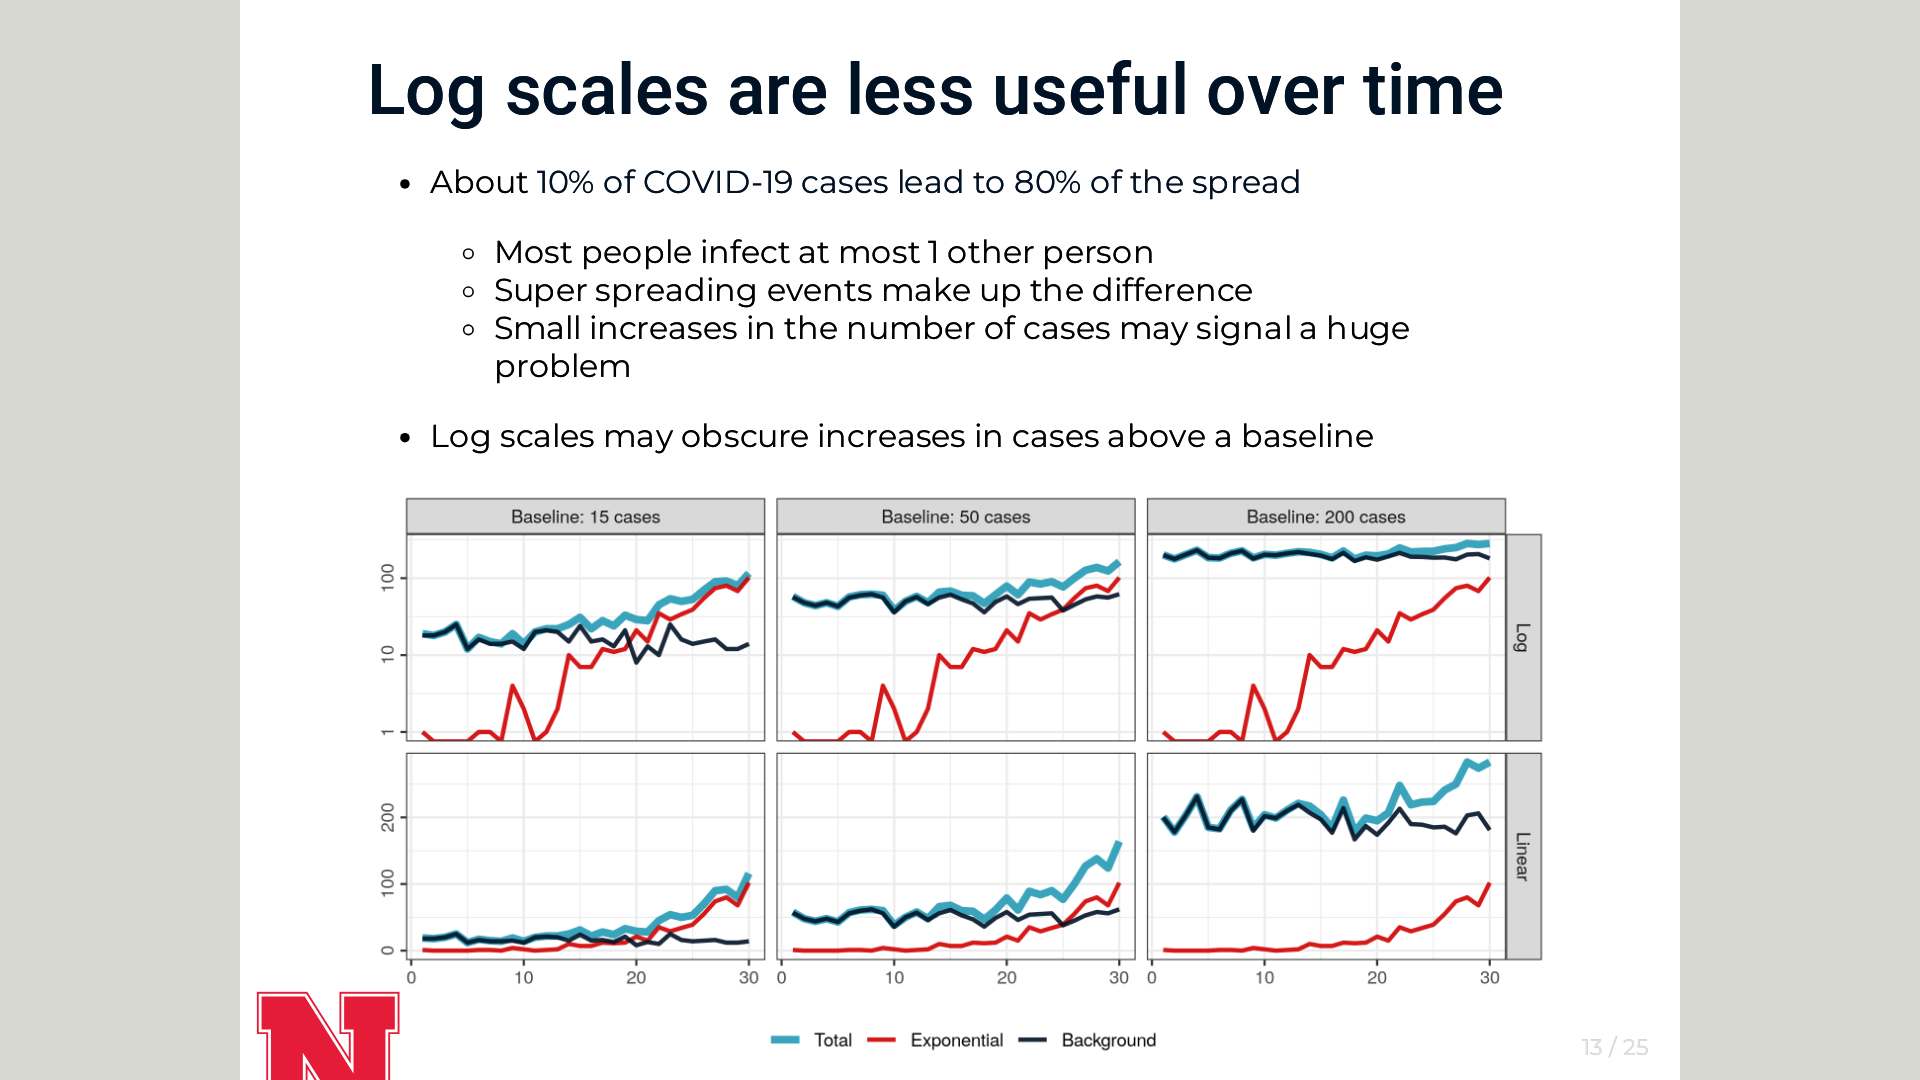 Log scales are less useful over time
About 10% of COVID-19 cases lead to 80% of the spread
Most people infect at most 1 other person
Super spreading events make up the difference
Small increases in the number of cases may signal a huge
problem
Log scales may obscure increases in cases above a baseline
Baseline: 15 cases
Baseline: 50 cases
Baseline: 200 cases
100
10
1
Log
200
100
0
Linear
0 10 20 30
0 10 20 30
0 10 20 30
Total Exponential Background
N
13 / 25